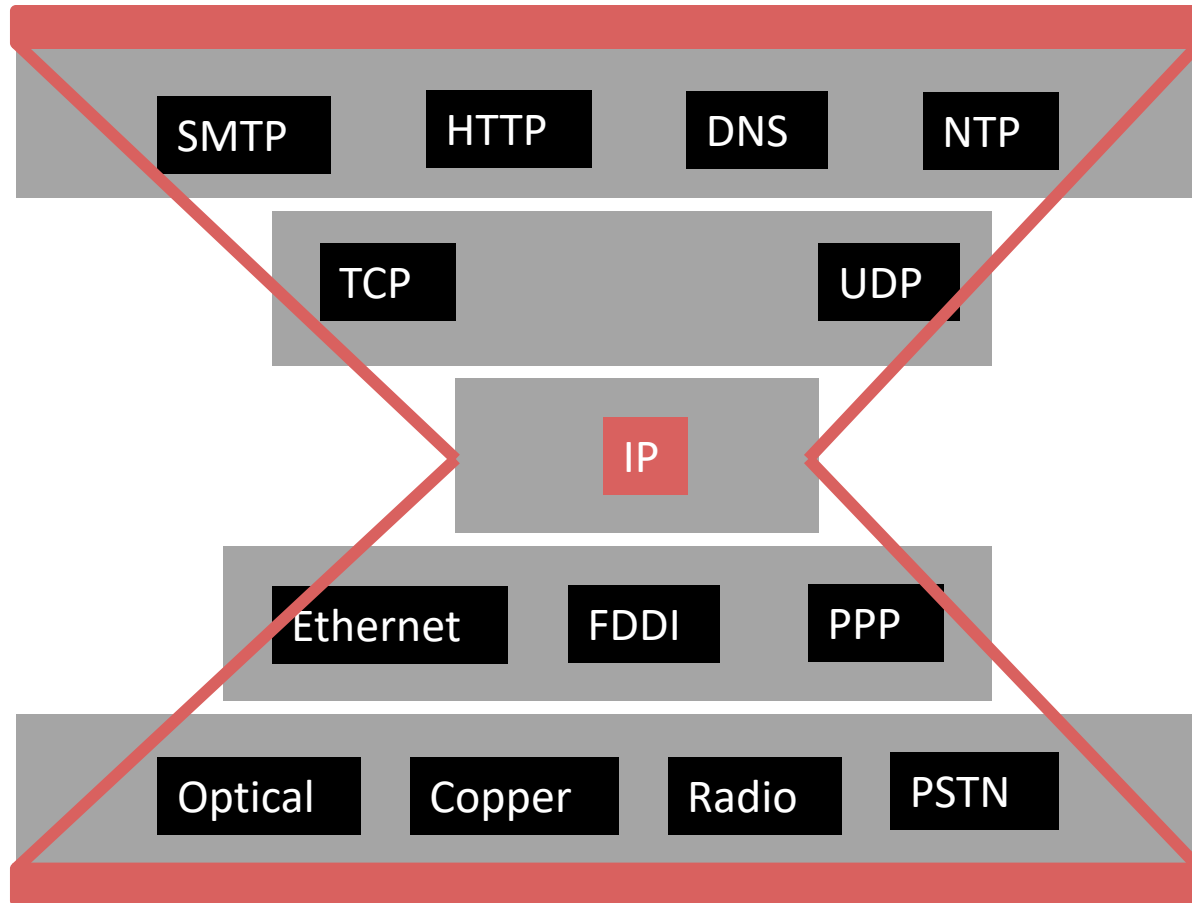 SMTP HTTP DNS NTP
TCP UDP
IP
Ethernet FDDI PPP
Optical Copper Radio PSTN